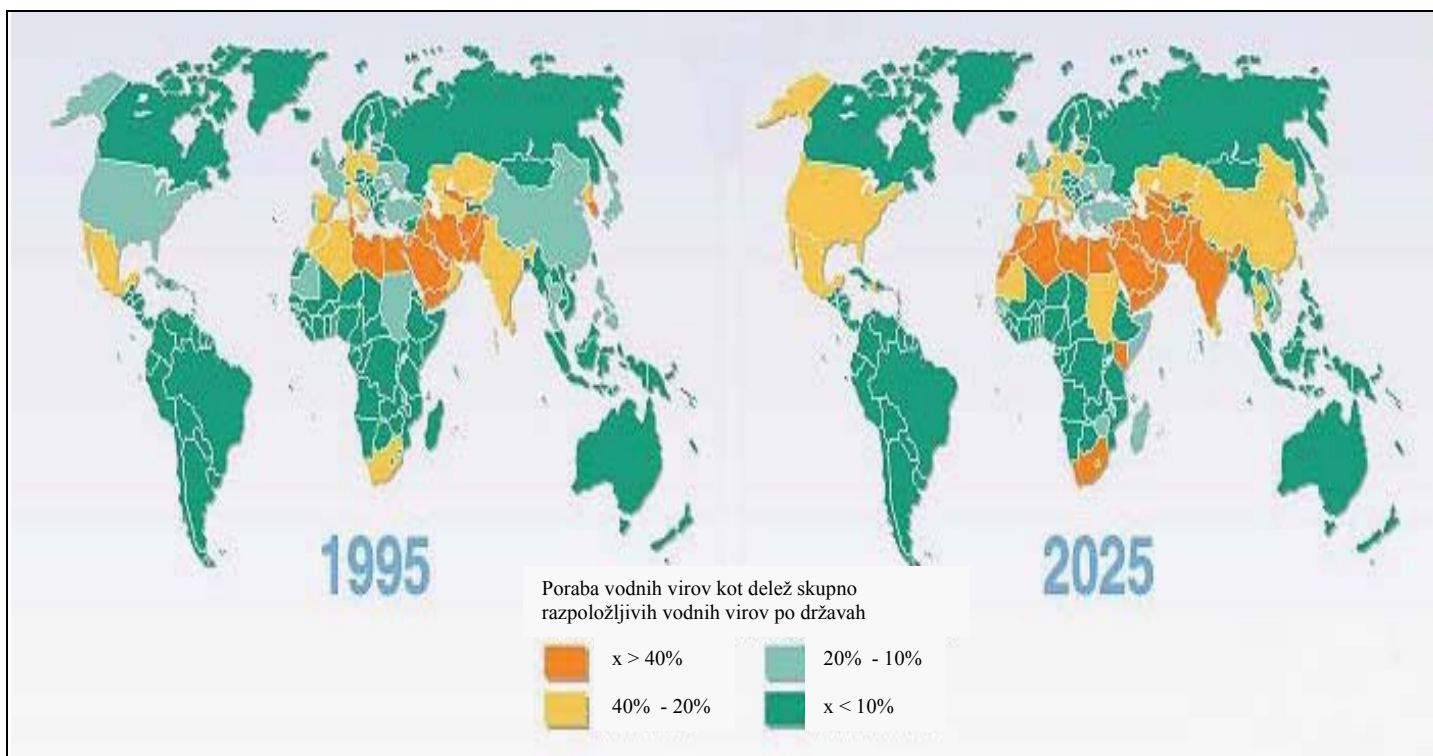 1995
2025
Poraba vodnih virov kot delež skupno
razpoložljivih vodnih virov po državah
x > 40%
20% - 10%
40% - 20%
x < 10%